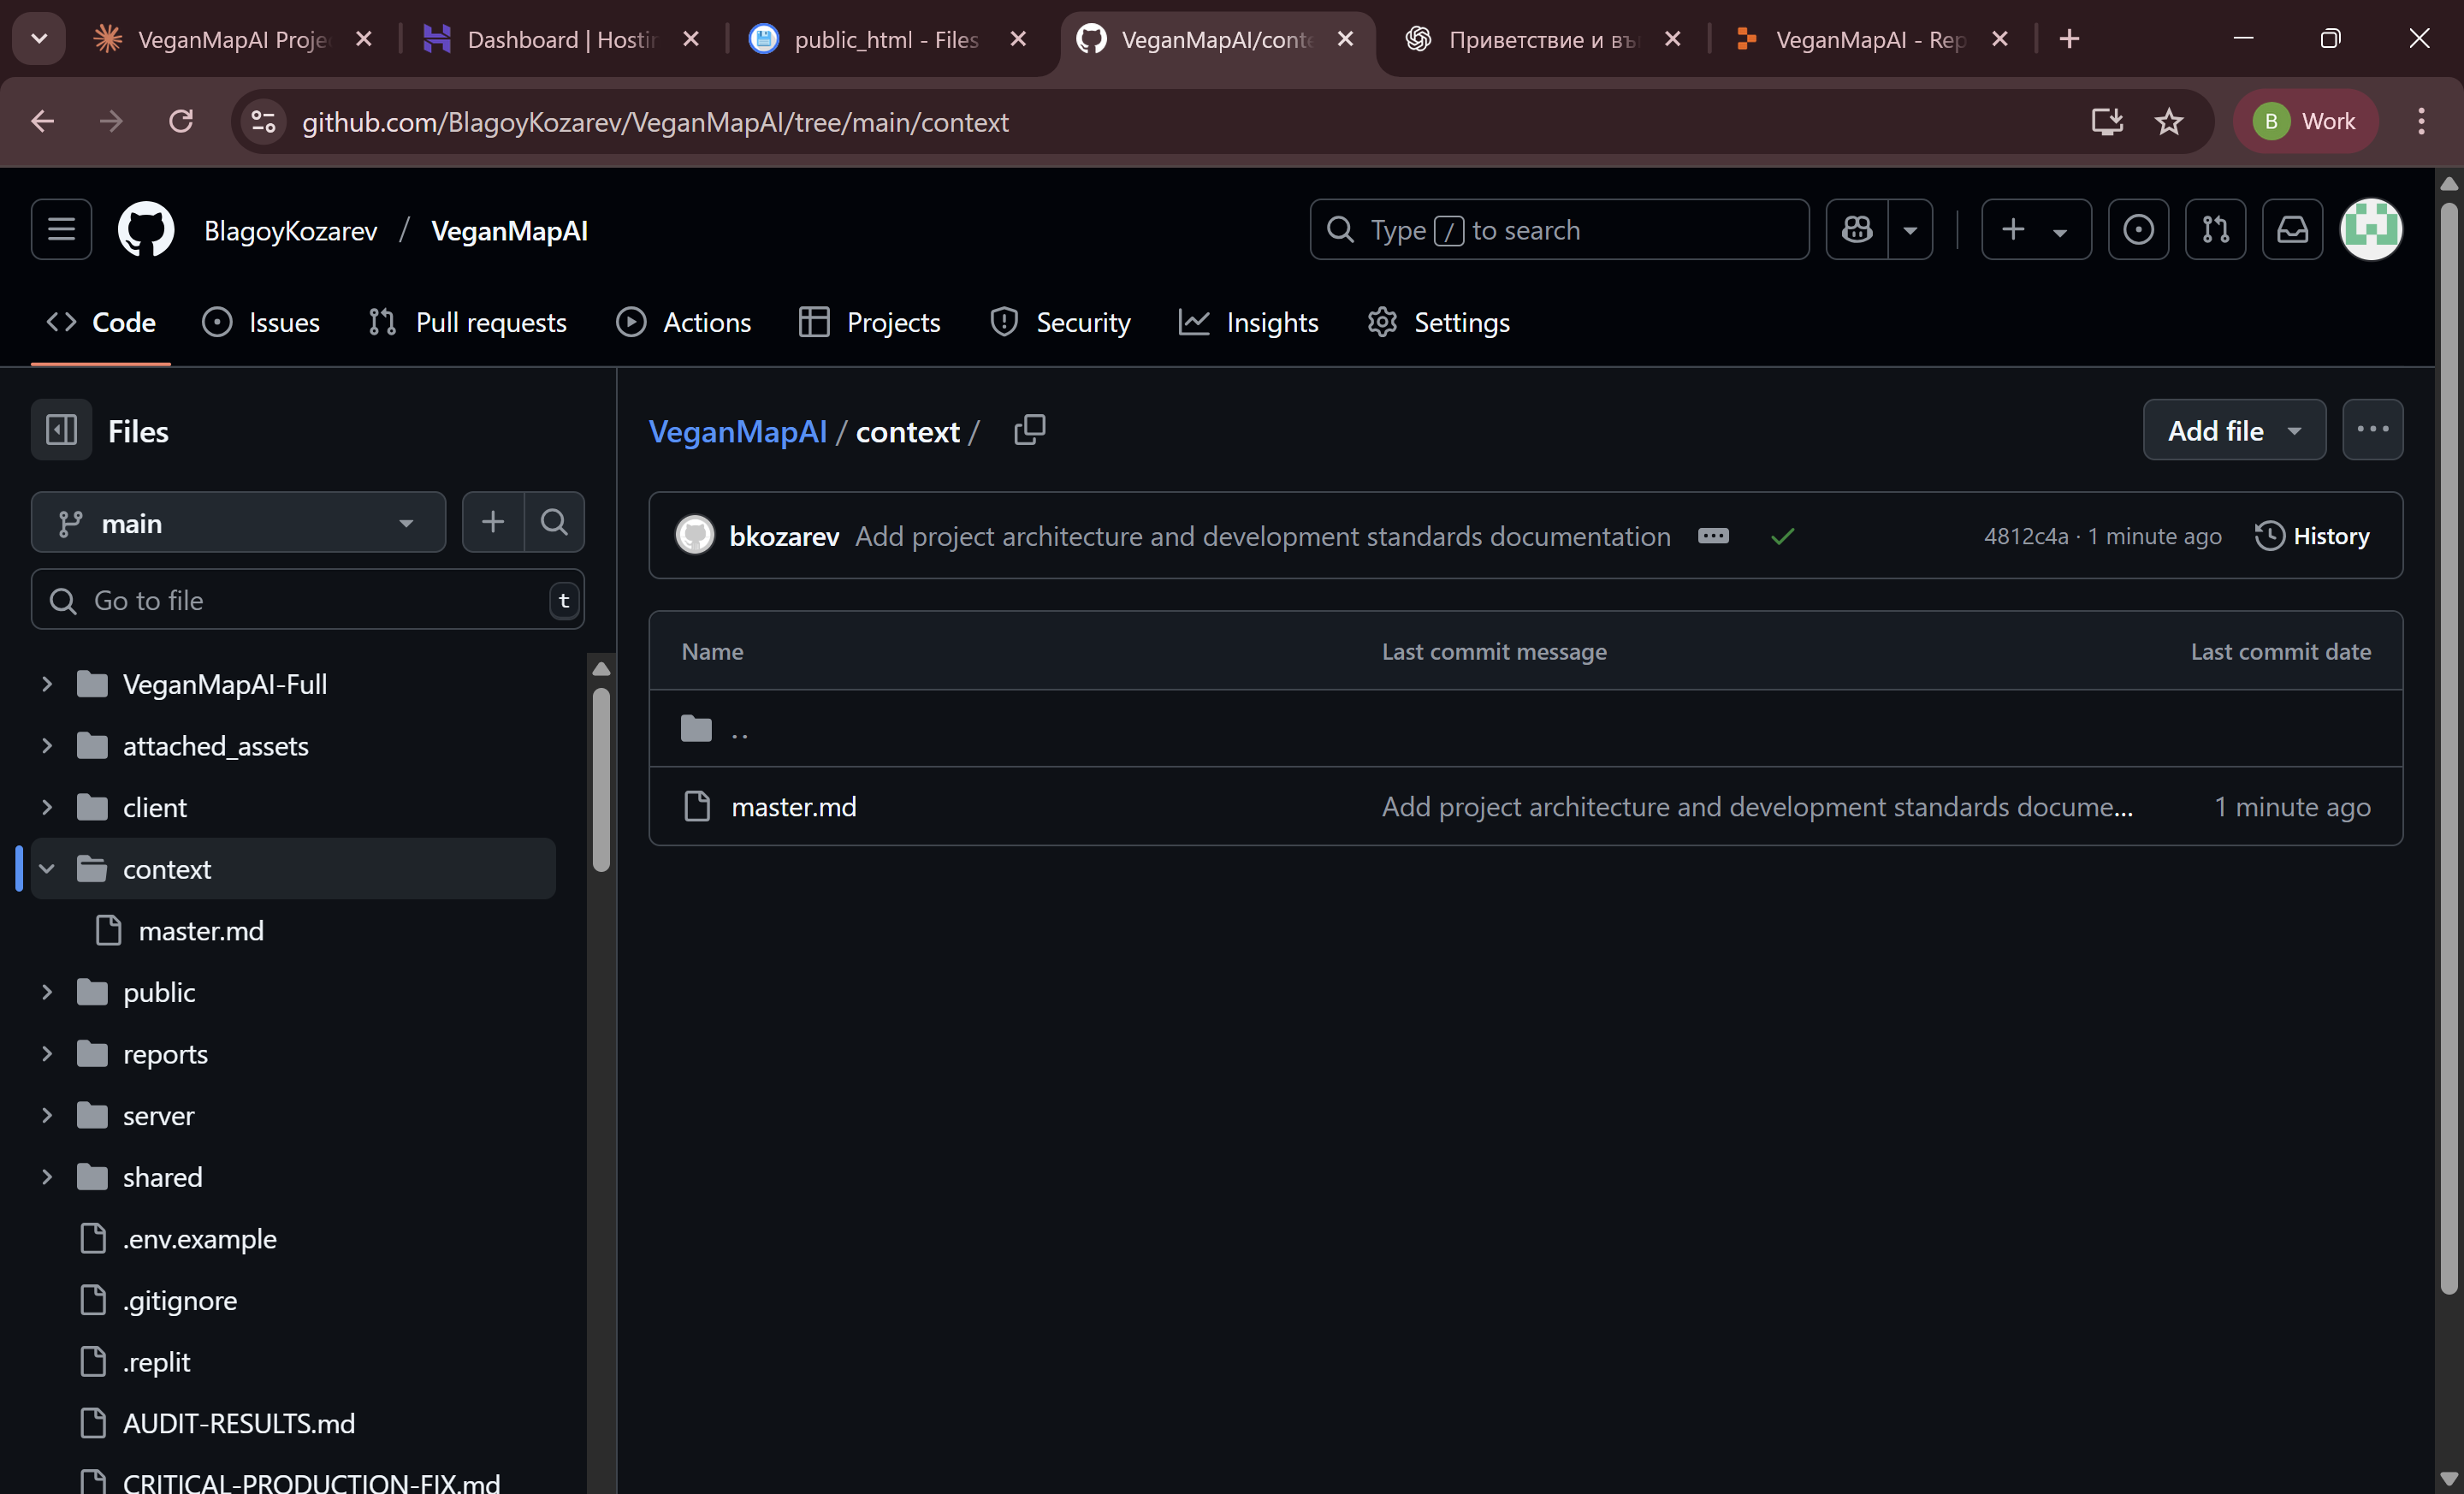 VeganMapAI Proje
Dashboard | Hostin
public_html - Files
VeganMapAI/conte
Приветствие и въ
VeganMapAI - Rep
github.com/BlagoyKozarev/VeganMapAI/tree/main/context
B Work
BlagoyKozarev / VeganMapAI
Type / to search
Code Issues Pull requests Actions Projects Security Insights Settings
Files
main
Go to file t
VeganMapAI-Full
attached_assets
client
context
master.md
public
reports
server
shared
.env.example
.gitignore
.replit
AUDIT-RESULTS.md
CRITICAL-PRODUCTION-FIX.md
VeganMapAI / context /
Add file
bkozarev Add project architecture and development standards documentation 4812c4a · 1 minute ago History
Name Last commit message Last commit date
..
master.md Add project architecture and development standards docume... 1 minute ago